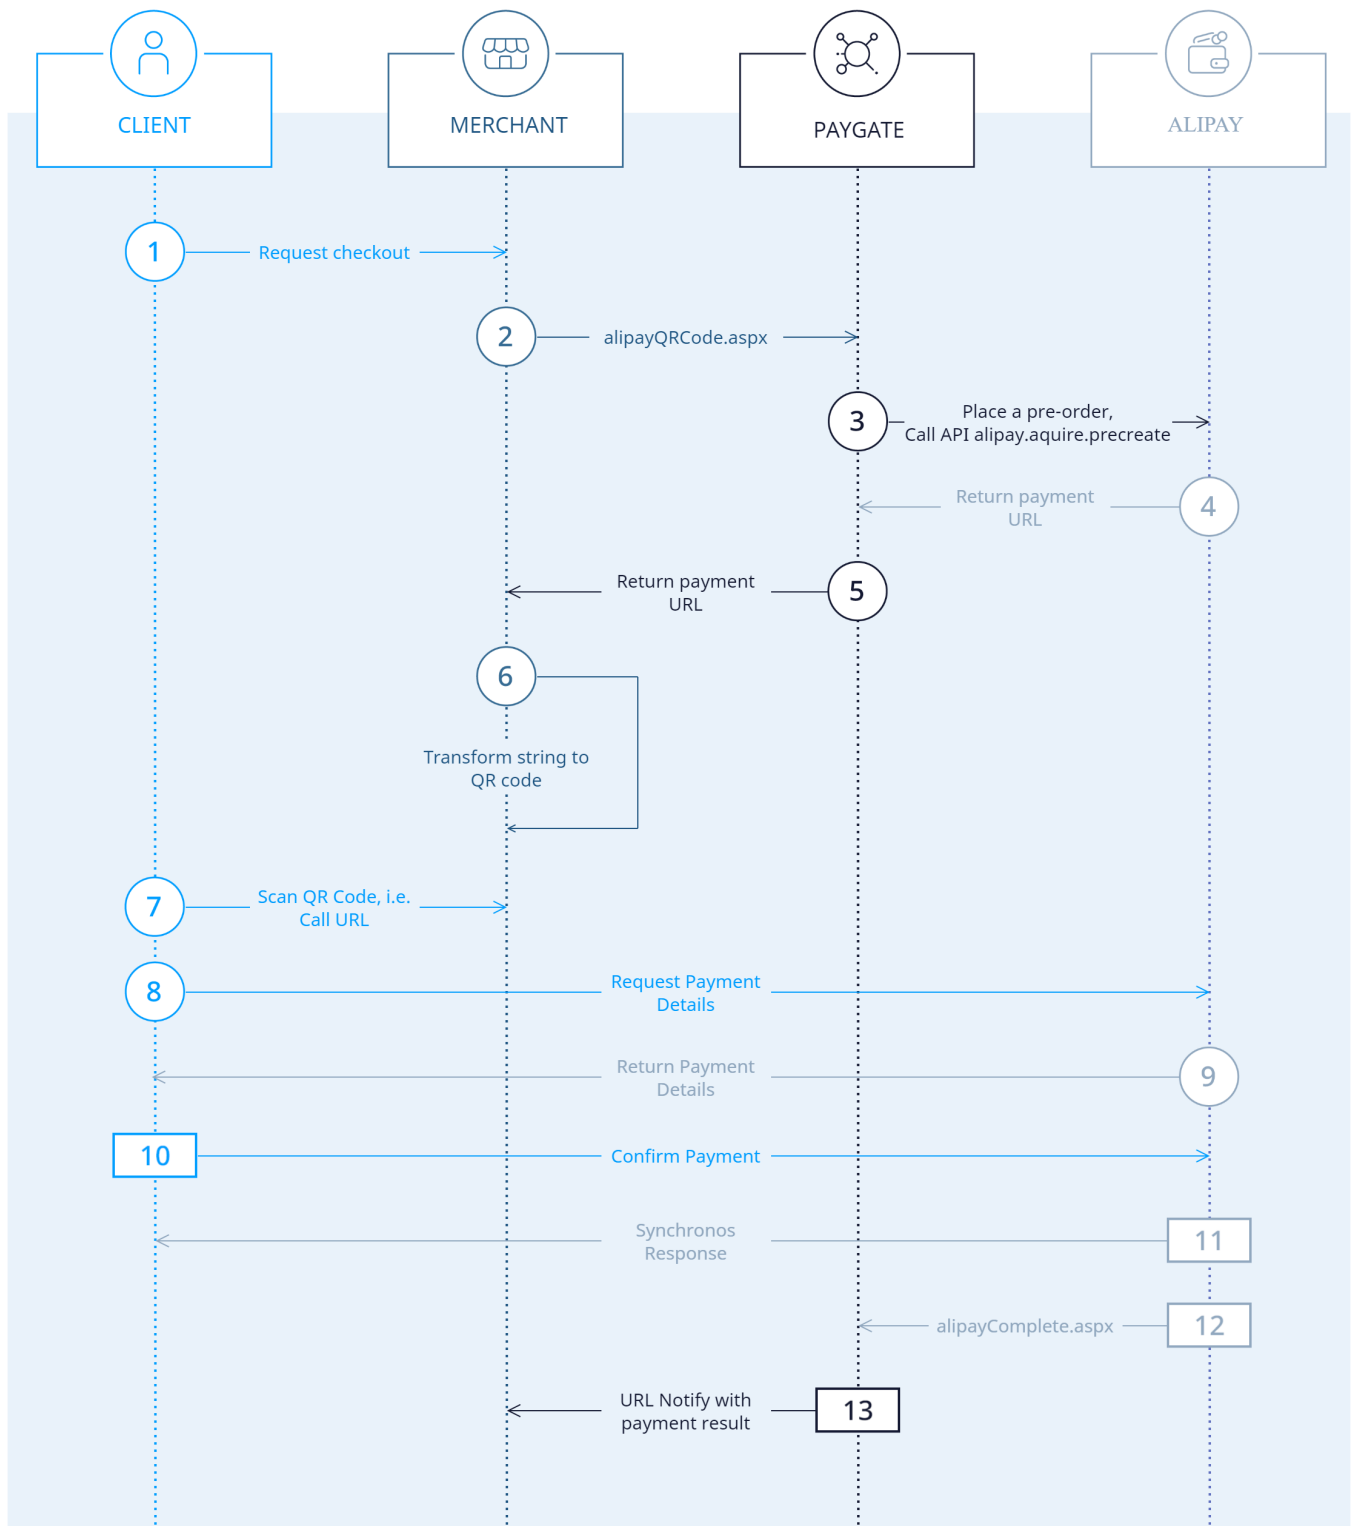 CLIENT
MERCHANT
PAYGATE
ALIPAY
1
Request checkout
2
alipayQRCode.aspx
3
Place a pre-order,
Call API alipay.aquire.precreate
4
Return payment
URL
5
Return payment
URL
6
Transform string to
QR code
7
Scan QR Code, i.e.
Call URL
8
Request Payment
Details
9
Return Payment
Details
10
Confirm Payment
11
Synchronos
Response
12
alipayComplete.aspx
13
URL Notify with
payment result